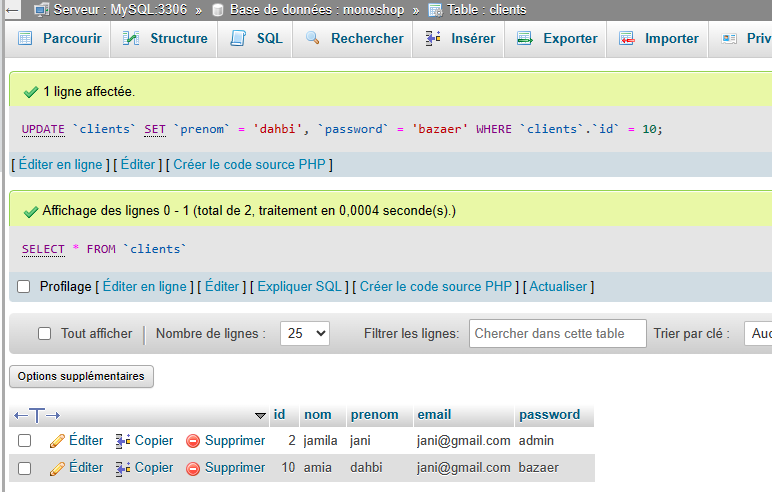 Serveur : MySQL:3306 » Base de données : monoshop » Table : clients
Parcourir Structure SQL Rechercher Insérer Exporter Importer Priv
1 ligne affectée.
UPDATE `clients` SET `prenom` = 'dahbi', `password` = 'bazaer' WHERE `clients`.`id` = 10;
[ Éditer en ligne ] [ Éditer ] [ Créer le code source PHP ]
Affichage des lignes 0 - 1 (total de 2, traitement en 0,0004 seconde(s).)
SELECT * FROM `clients`
Profilage [ Éditer en ligne ] [ Éditer ] [ Expliquer SQL ] [ Créer le code source PHP ] [ Actualiser ]
Tout afficher Nombre de lignes : 25 Filtrer les lignes: Chercher dans cette table Trier par clé : Auc
Options supplémentaires
←T→ id nom prenom email password
Éditer Copier Supprimer 2 jamila jani jani@gmail.com admin
Éditer Copier Supprimer 10 amia dahbi jani@gmail.com bazaer